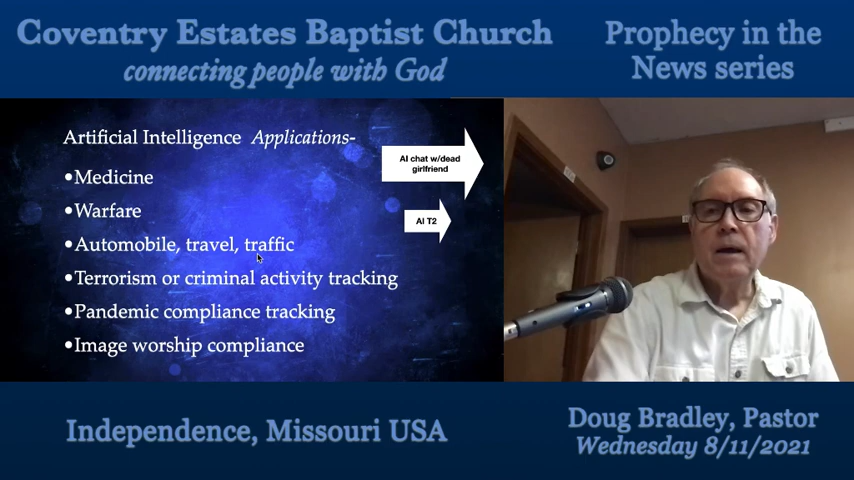 Coventry Estates Baptist Church
connecting people with God
Prophecy in the
News series
Artificial Intelligence Applications-
•Medicine
•Warfare
•Automobile, travel, traffic
•Terrorism or criminal activity tracking
•Pandemic compliance tracking
•Image worship compliance
AI chat w/dead
girlfriend
AI T2
Independence, Missouri USA
Doug Bradley, Pastor
Wednesday 8/11/2021